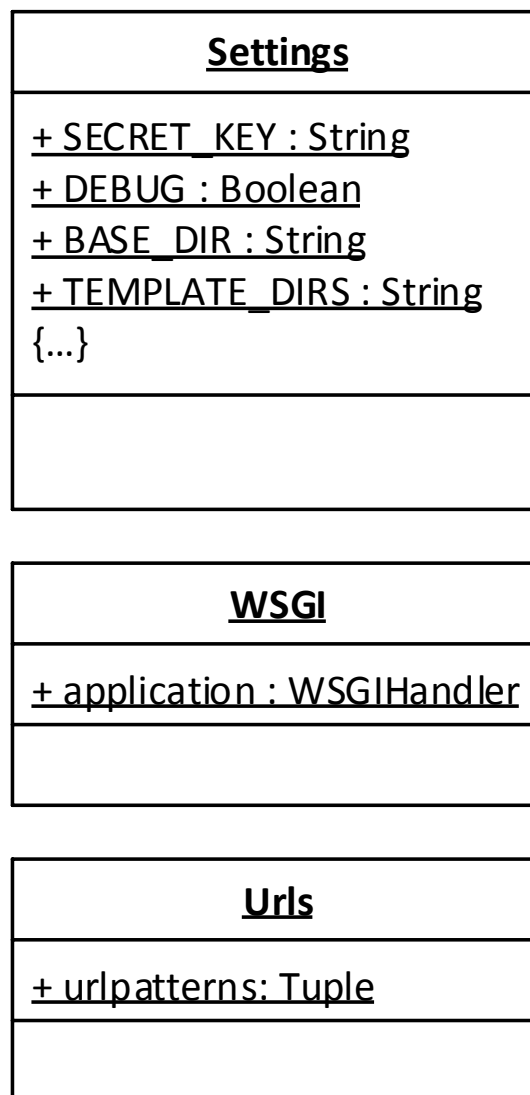 Settings
+ SECRET_KEY : String
+ DEBUG : Boolean
+ BASE_DIR : String
+ TEMPLATE_DIRS : String
{...}
WSGI
+ application : WSGIHandler
Urls
+ urlpatterns: Tuple